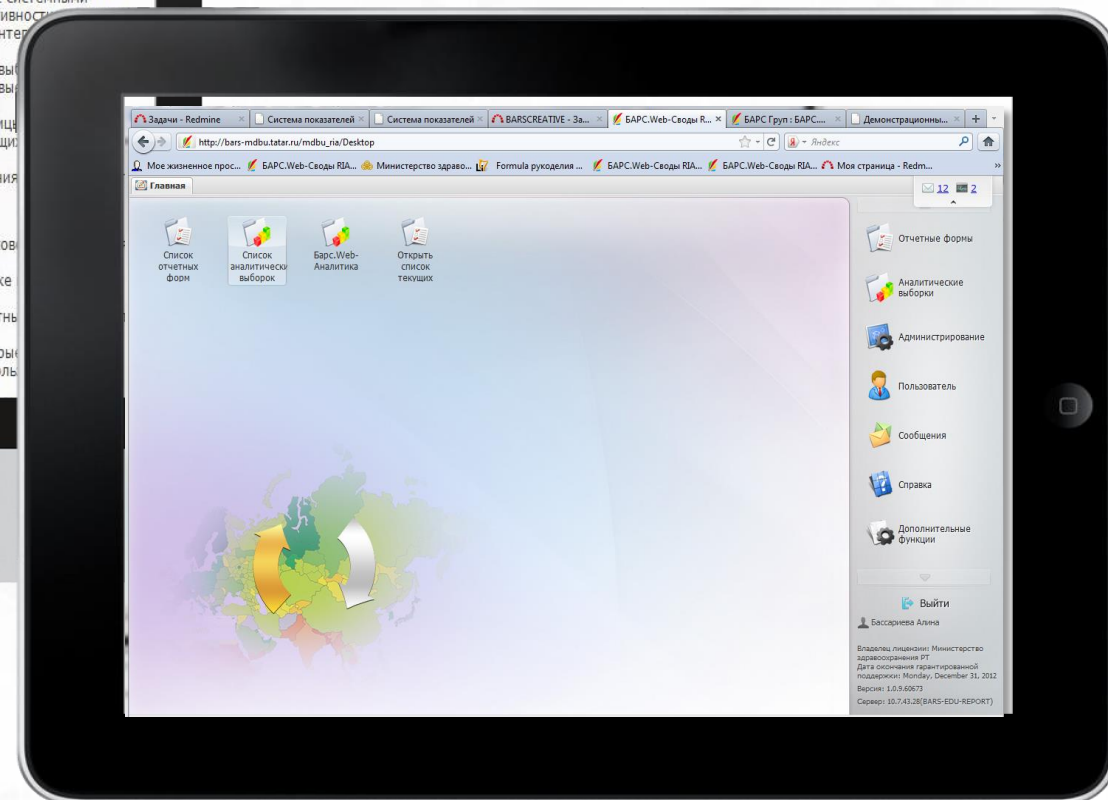 Задачи - Redmine
Система показателей
Система показателей
BARSCREATIVE - За...
БАРС.Web-Своды R...
БАРС Груп : БАРС....
Демонстрационны...
http://bars-mdbu.tatar.ru/mdbu_ria/Desktop
Яндекс
Мое жизненное прос...
БАРС.Web-Своды RIA...
Министерство здраво...
Formula рукоделия ...
БАРС.Web-Своды RIA...
БАРС.Web-Своды RIA...
Моя страница - Redm...
Главная
12 2
Список
отчетных
форм
Список
аналитически
выборок
Барс.Web-
Аналитика
Открыть
список
текущих
Отчетные формы
Аналитические
выборки
Администрирование
Пользователь
Сообщения
Справка
Дополнительные
функции
Выйти
Бассариева Алина
Владелец лицензии: Министерство
здравоохранения РТ
Дата окончания гарантированной
поддержки: Monday, December 31, 2012
Версия: 1.0.9.60673
Сервер: 10.7.43.28(BARS-EDU-REPORT)